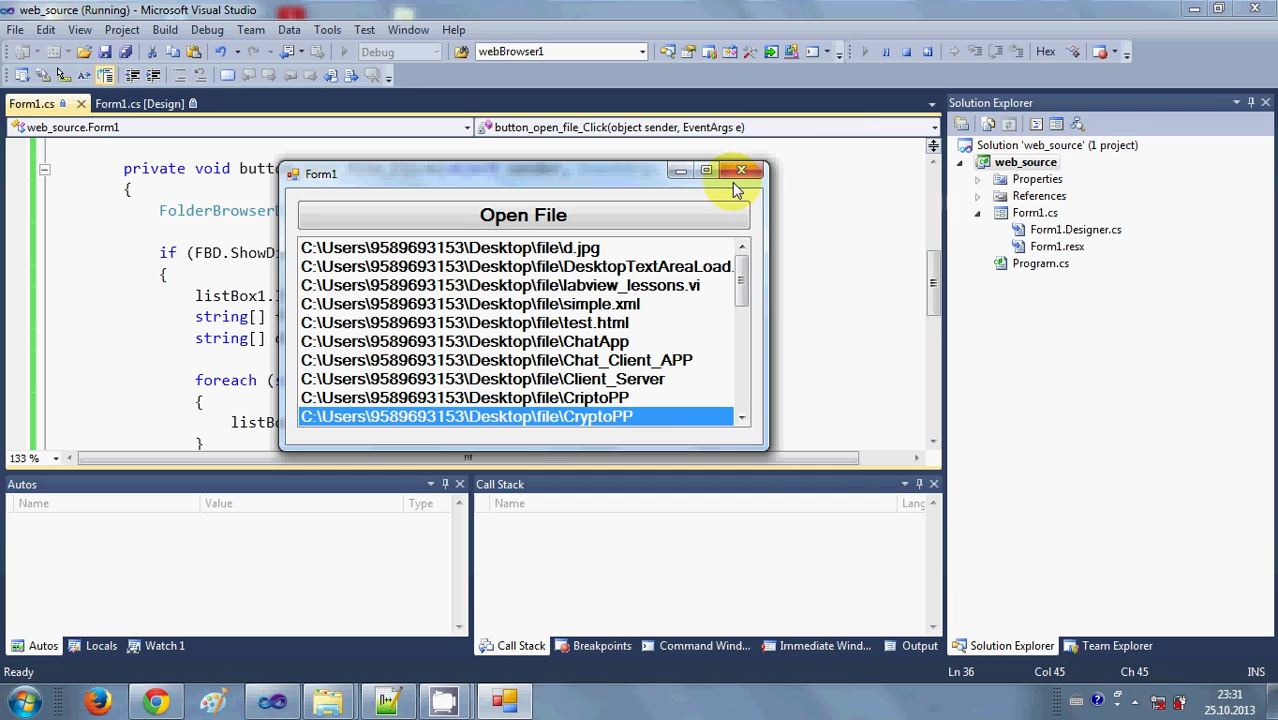 web_source (Running) - Microsoft Visual Studio
File Edit View Project Build Debug Team Data Tools Architecture Test Window Help
Debug webBrowser1 Hex
Form1.cs Form1.cs [Design]
web_source.Form1 button_open_file_Click(object sender, EventArgs e)
private void butt
{
FolderBrowserD
if (FBD.ShowDi
{
listBox1.
string[]
string[]
foreach (
{
listBo
}
Form1
Open File
C:\Users\9589693153\Desktop\file\d.jpg
C:\Users\9589693153\Desktop\file\DesktopTextAreaLoad.
C:\Users\9589693153\Desktop\file\labview_lessons.vi
C:\Users\9589693153\Desktop\file\simple.xml
C:\Users\9589693153\Desktop\file\test.html
C:\Users\9589693153\Desktop\file\ChatApp
C:\Users\9589693153\Desktop\file\Chat_Client_APP
C:\Users\9589693153\Desktop\file\Client_Server
C:\Users\9589693153\Desktop\file\CriptoPP
C:\Users\9589693153\Desktop\file\CryptoPP
133 %
Solution Explorer
Solution 'web_source' (1 project)
web_source
Properties
References
Form1.cs
Form1.Designer.cs
Form1.resx
Program.cs
Autos
Name Value Type
Call Stack
Name Lang
Autos Locals Watch 1
Call Stack Breakpoints Command Wind... Immediate Wind... Output
Solution Explorer Team Explorer
Ready Ln 36 Col 45 Ch 45 INS
23:31
25.10.2013